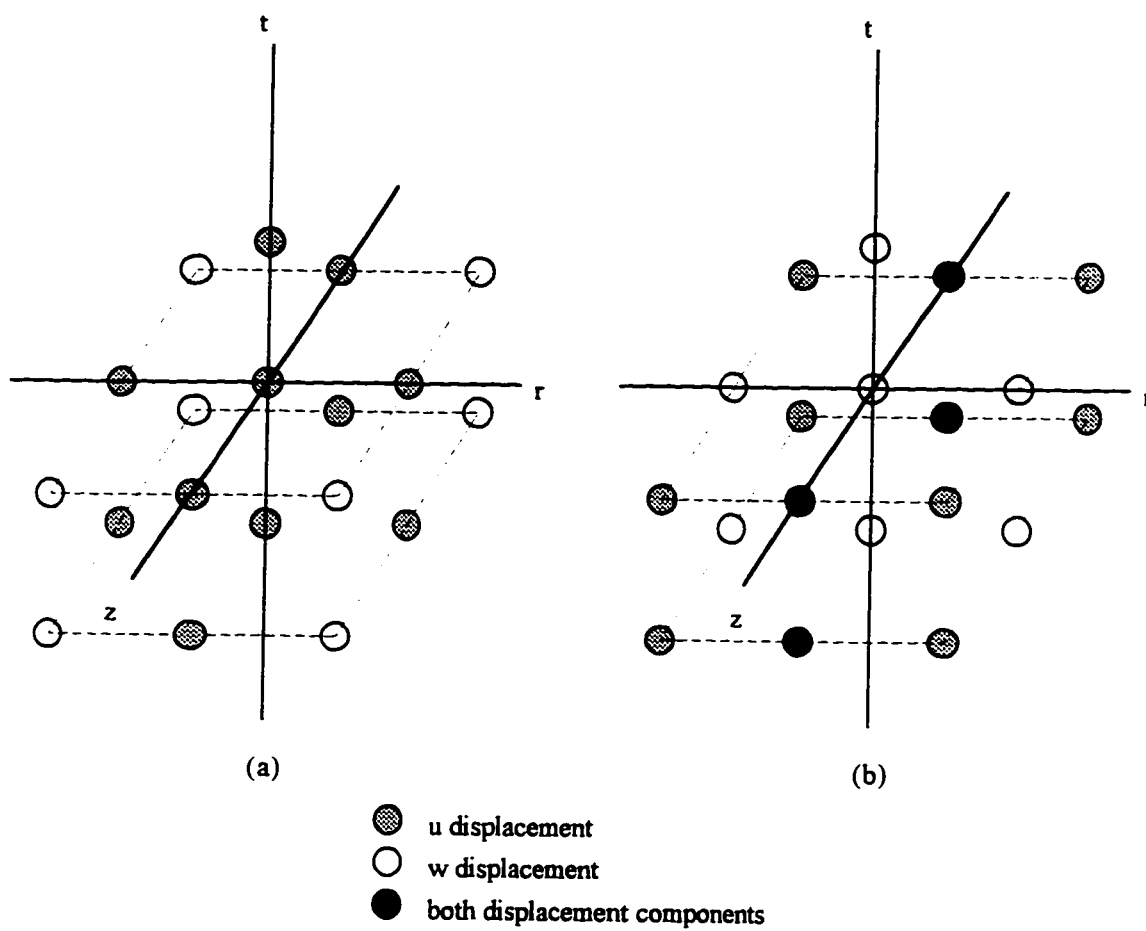 t
t
r
r
z
z
(a)
(b)
u displacement
w displacement
both displacement components